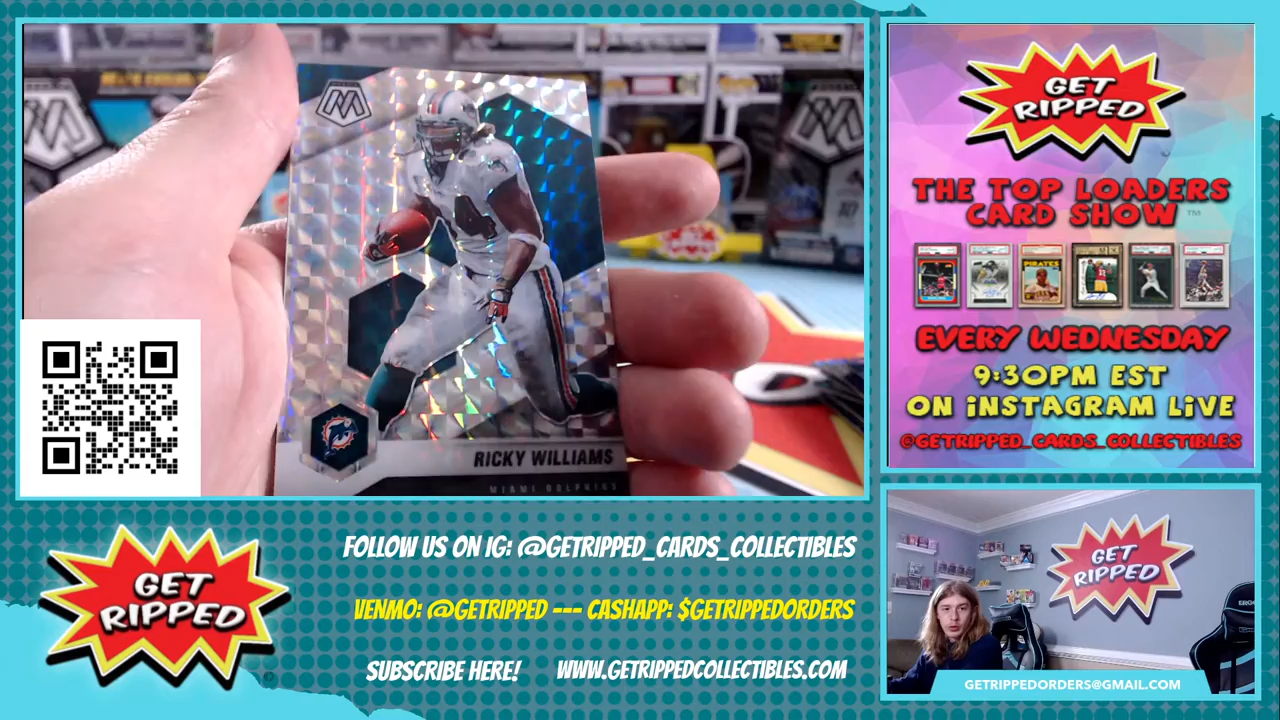 RICKY WILLIAMS
MIAMI DOLPHINS
GET
RIPPED
THE TOP LOADERS
CARD SHOW ™
PIRATES
EVERY WEDNESDAY
9:30PM EST
ON INSTAGRAM LIVE
@GETRIPPED_CARDS_COLLECTIBLES
GET
RIPPED
FOLLOW US ON IG: @GETRIPPED_CARDS_COLLECTIBLES
VENMO: @GETRIPPED --- CASHAPP: $GETRIPPEDORDERS
SUBSCRIBE HERE! WWW.GETRIPPEDCOLLECTIBLES.COM
GET
RIPPED
GETRIPPEDORDERS@GMAIL.COM